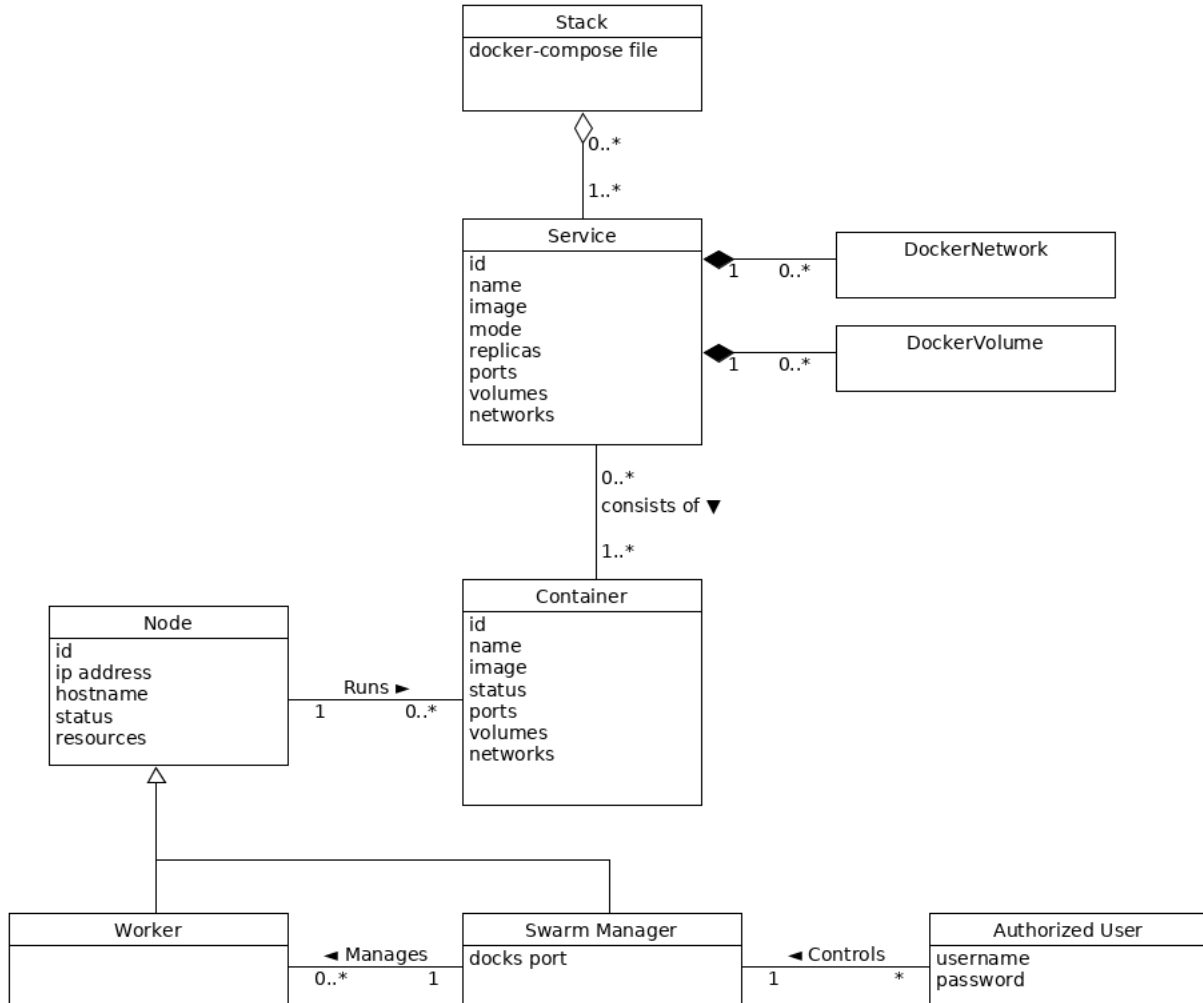 Stack
docker-compose file
0..*
1..*
Service
id
name
image
mode
replicas
ports
volumes
networks
1 0..*
DockerNetwork
1 0..*
DockerVolume
0..*
consists of ▼
1..*
Container
id
name
image
status
ports
volumes
networks
Node
id
ip address
hostname
status
resources
Runs ►
1 0..*
Worker
◄ Manages
0..* 1
Swarm Manager
docks port
◄ Controls
1 *
Authorized User
username
password